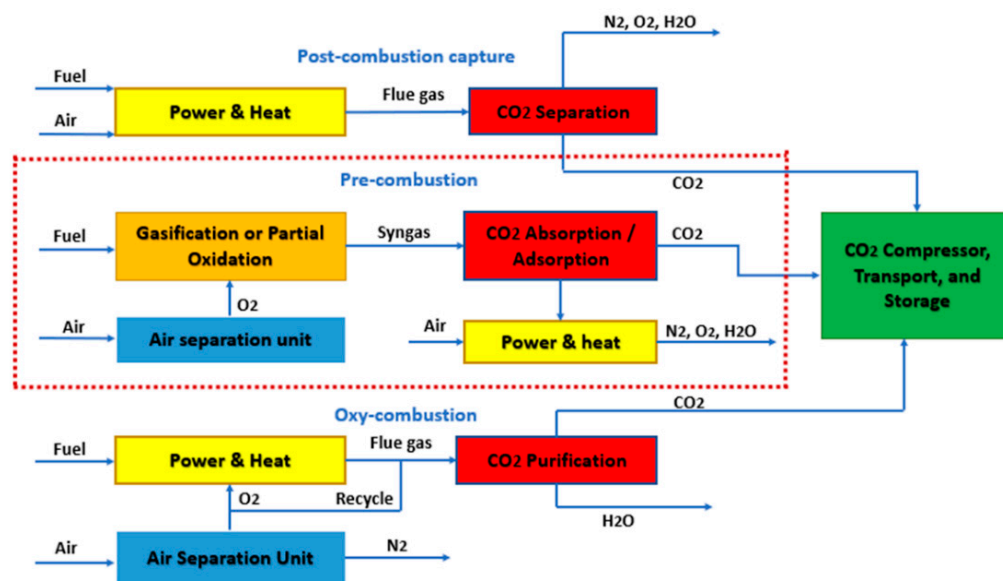 N2, O2, H2O
Post-combustion capture
Fuel
Flue gas
Power & Heat
CO2 Separation
Air
Pre-combustion
CO2
Fuel
Gasification or Partial
Oxidation
Syngas
CO2 Absorption /
Adsorption
CO2
CO2 Compressor,
Transport, and
Storage
O2
Air
Air separation unit
Air
Power & heat
N2, O2, H2O
Oxy-combustion
CO2
Fuel
Power & Heat
Flue gas
CO2 Purification
O2
Recycle
H2O
Air
Air Separation Unit
N2